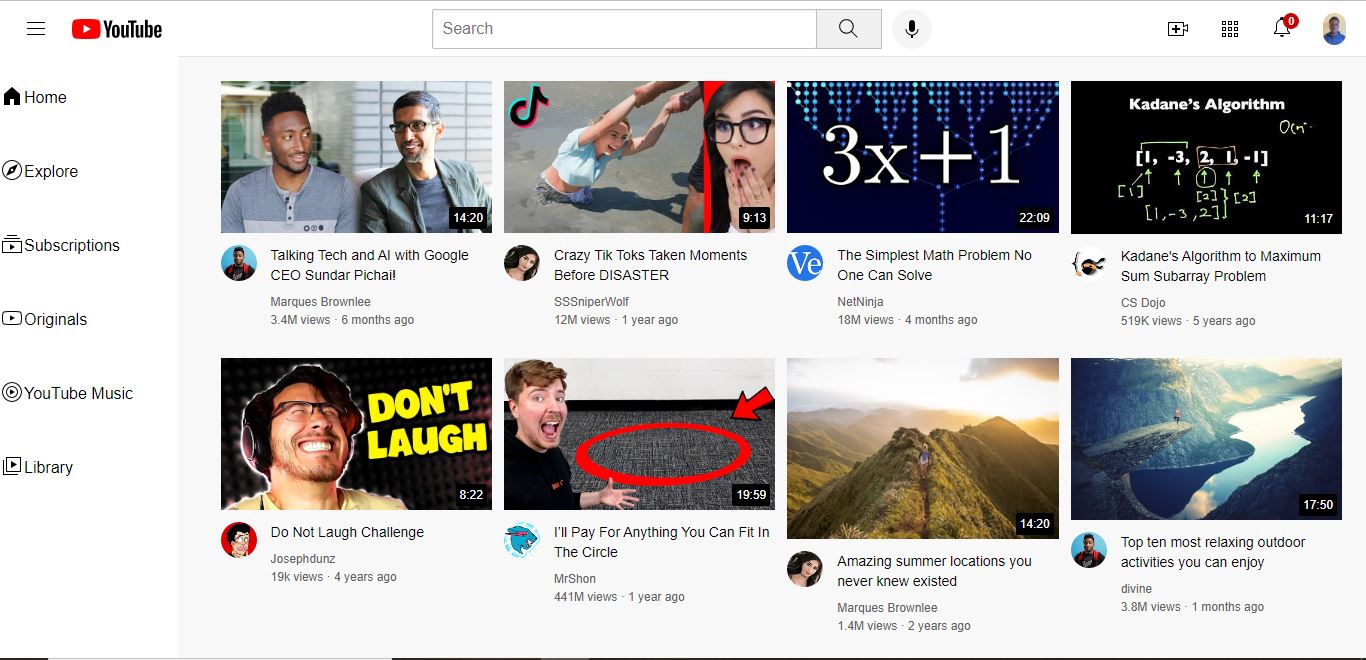 YouTube
Search
0
Home
Explore
Subscriptions
Originals
YouTube Music
Library
14:20
9:13
3x+1
22:09
Kadane's Algorithm
[1, -3, 2, 1, -1]
[1]
[2]
[2]
[1, -3, 2]
11:17
Talking Tech and AI with Google
CEO Sundar Pichai!
Marques Brownlee
3.4M views · 6 months ago
Crazy Tik Toks Taken Moments
Before DISASTER
SSSniperWolf
12M views · 1 year ago
Ve
The Simplest Math Problem No
One Can Solve
NetNinja
18M views · 4 months ago
Kadane's Algorithm to Maximum
Sum Subarray Problem
CS Dojo
519K views · 5 years ago
DON'T
LAUGH
8:22
19:59
14:20
17:50
Do Not Laugh Challenge
Josephdunz
19k views · 4 years ago
I'll Pay For Anything You Can Fit In
The Circle
MrShon
441M views · 1 year ago
Amazing summer locations you
never knew existed
Marques Brownlee
1.4M views · 2 years ago
Top ten most relaxing outdoor
activities you can enjoy
divine
3.8M views · 1 months ago